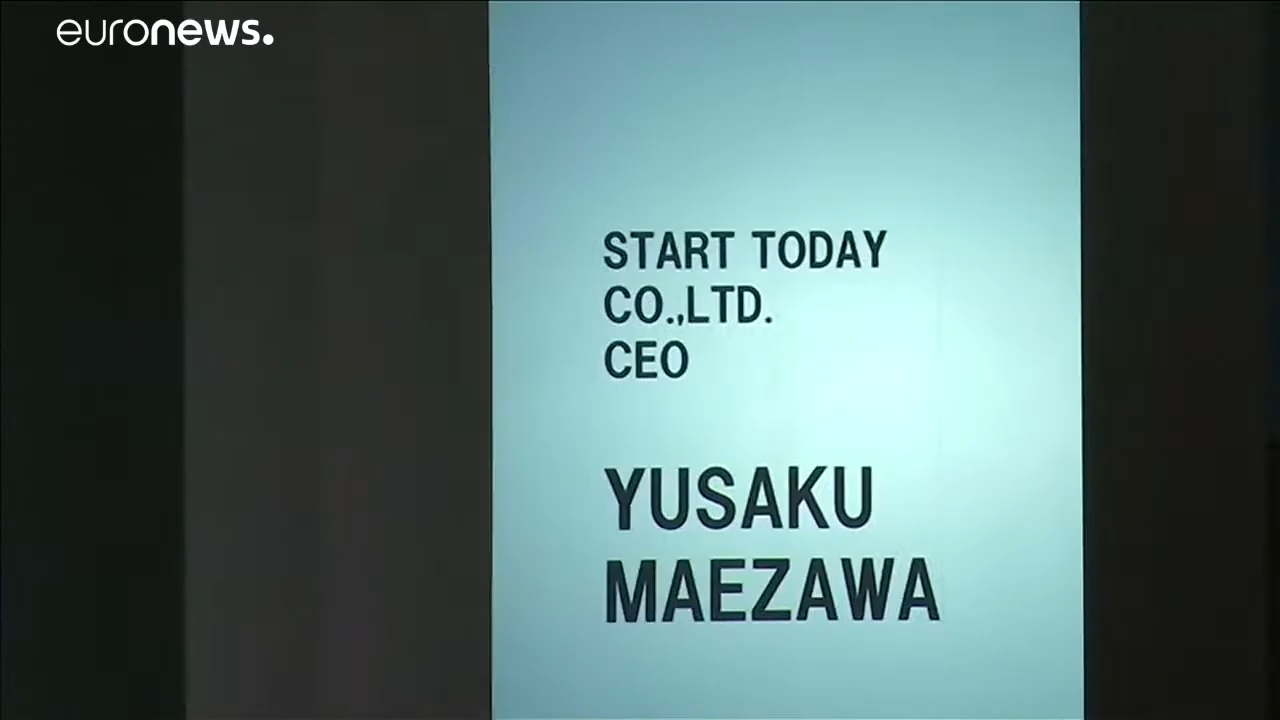 euronews.
START TODAY
CO.,LTD.
CEO
YUSAKU
MAEZAWA